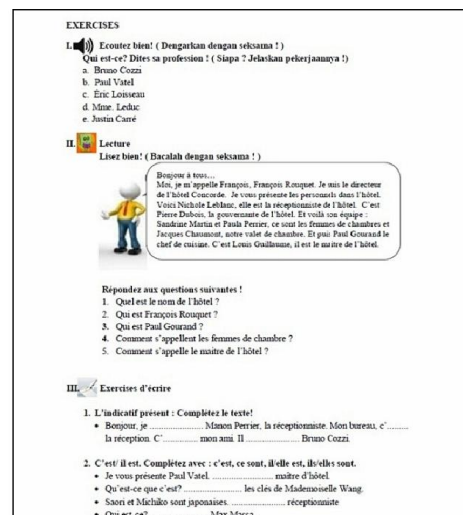 EXERCISES
I. Ecoutez bien! ( Dengarkan dengan seksama ! )
Qui est-ce? Dites sa profession ! ( Siapa ? Jelaskan pekerjaannya !)
a. Bruno Cozzi
b. Paul Vatel
c. Éric Loisseau
d. Mme. Leduc
e. Justin Carré
II. Lecture
Lisez bien! ( Bacalah dengan seksama ! )
Bonjour à tous...
Moi, je m'appelle François, François Rouquet. Je suis le directeur
de l'hôtel Concorde. Je vous présente les personnels dans l'hôtel.
Voici Nichole Leblanc, elle est la réceptionniste de l'hôtel. C'est
Pierre Dubois, la gouvernante de l'hôtel. Et voilà son équipe :
Sandrine Martin et Paula Perrier, ce sont les femmes de chambres et
Jacques Chaumont, notre valet de chambre. Et puis Paul Gourand le
chef de cuisine. C'est Louis Guillaume, il est le maitre de l'hôtel.
Répondez aux questions suivantes !
1. Quel est le nom de l'hôtel ?
2. Qui est François Rouquet ?
3. Qui est Paul Gourand ?
4. Comment s'appellent les femmes de chambre ?
5. Comment s'appelle le maitre de l'hôtel ?
III. Exercises d'écrire
1. L'indicatif présent : Complétez le texte!
• Bonjour, je .................. Manon Perrier, la réceptionniste. Mon bureau, c'........
la réception. C'............. mon ami. Il .................... Bruno Cozzi.
2. C'est/ il est. Complétez avec : c'est, ce sont, il/elle est, ils/elles sont.
• Je vous présente Paul Vatel. ..................... maître d'hôtel.
• Qu'est-ce que c'est? .................... les clés de Mademoiselle Wang.
• Saori et Michiko sont japonaises. ..................... réceptionniste
• Qui est ce? ..................... Max Massa